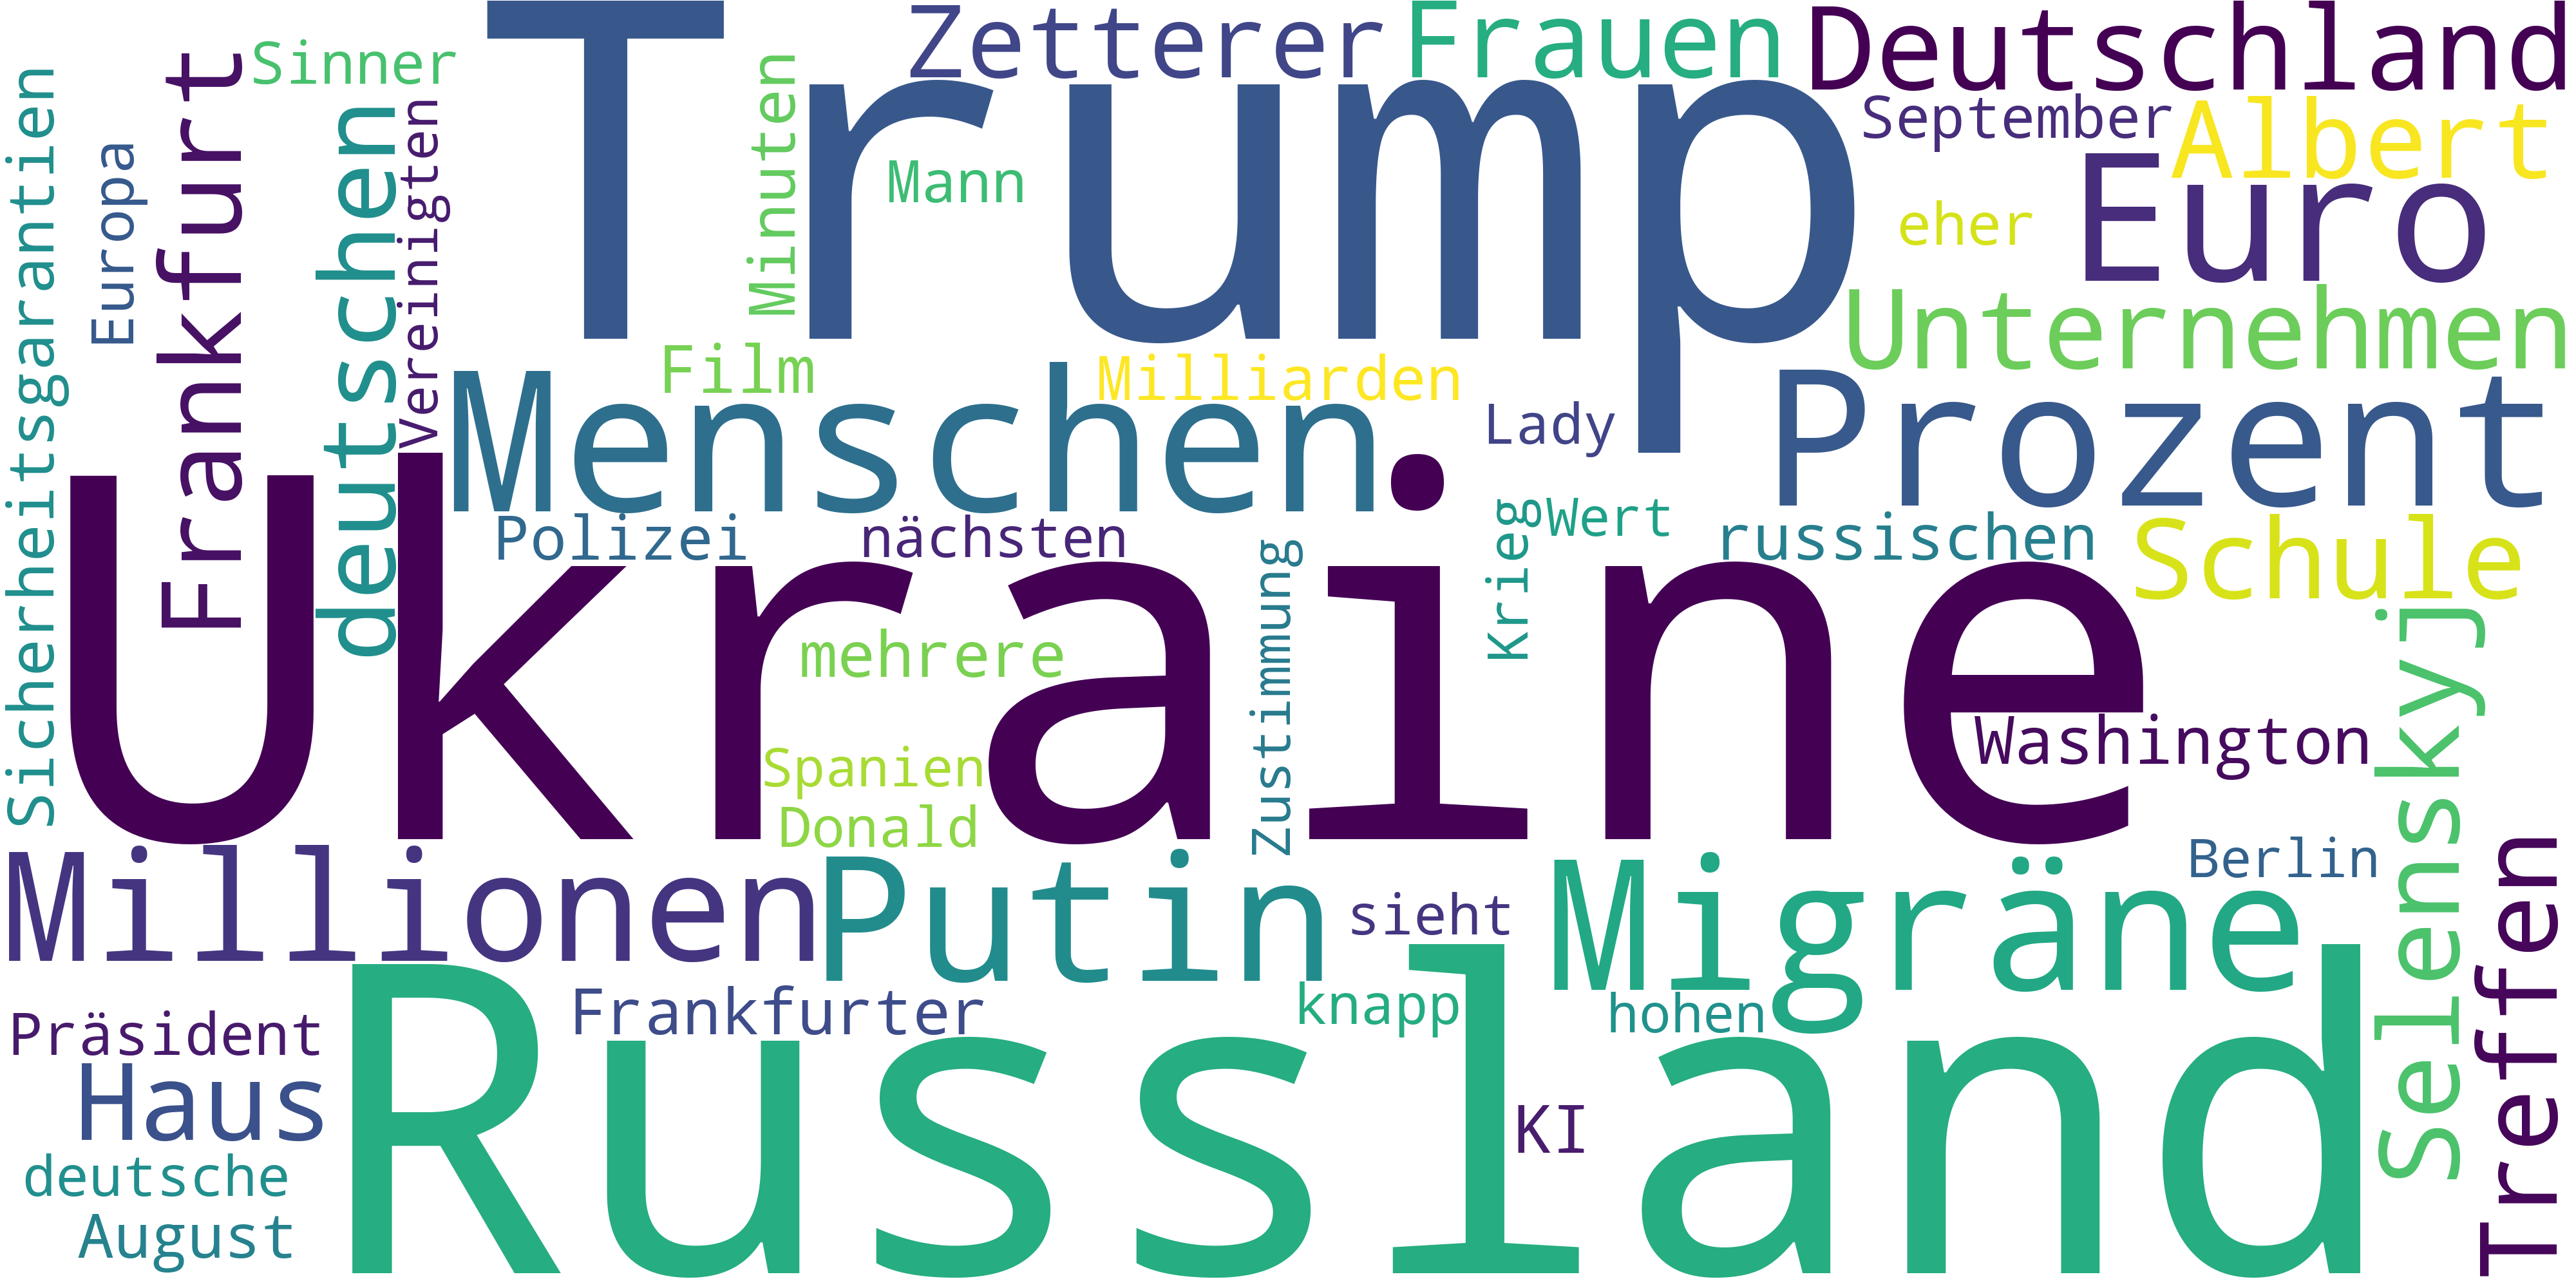 Trump
Zetterer
Frauen
Deutschland
Sinner
September
Albert
Mann
eher
Euro
Unternehmen
Film
Milliarden
Menschen
Lady
Prozent
Sicherheitsgarantien
Europa
Frankfurt
deutschen
Vereinigten
Minuten
Polizei
nächsten
Wert
russischen
Schule
Krieg
Zustimmung
Ukraine
mehrere
Spanien
Donald
Washington
Selenskyj
Treffen
Millionen
Putin
sieht
Migräne
Berlin
Präsident
Frankfurter
knapp
hohen
Haus
Russland
KI
deutsche
August